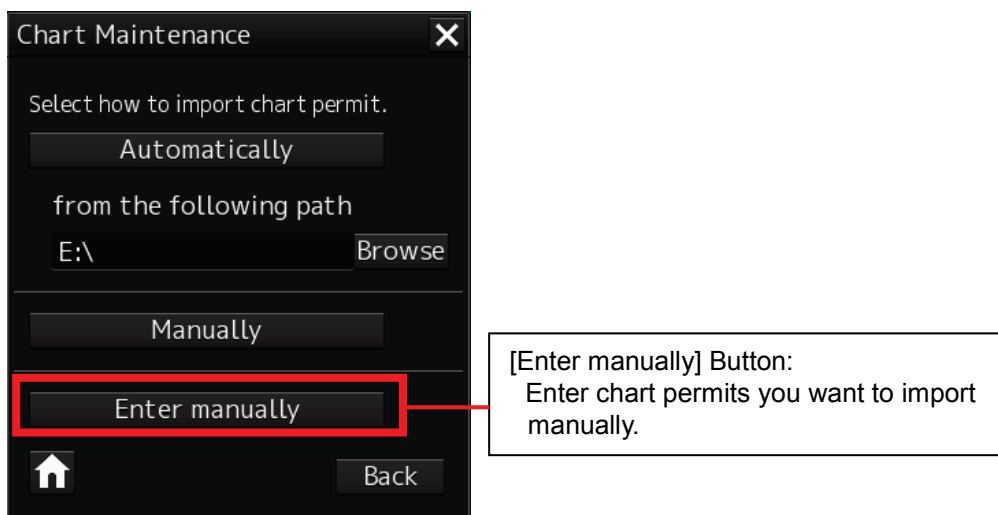 Chart Maintenance
Select how to import chart permit.
Automatically
from the following path
E:\
Browse
Manually
Enter manually
Back
[Enter manually] Button:
Enter chart permits you want to import
manually.